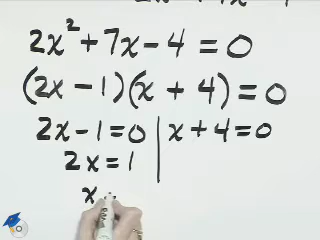 2x² + 7x − 4 = 0
(2x − 1)(x + 4) = 0
2x − 1 = 0 | x + 4 = 0
2x = 1
x